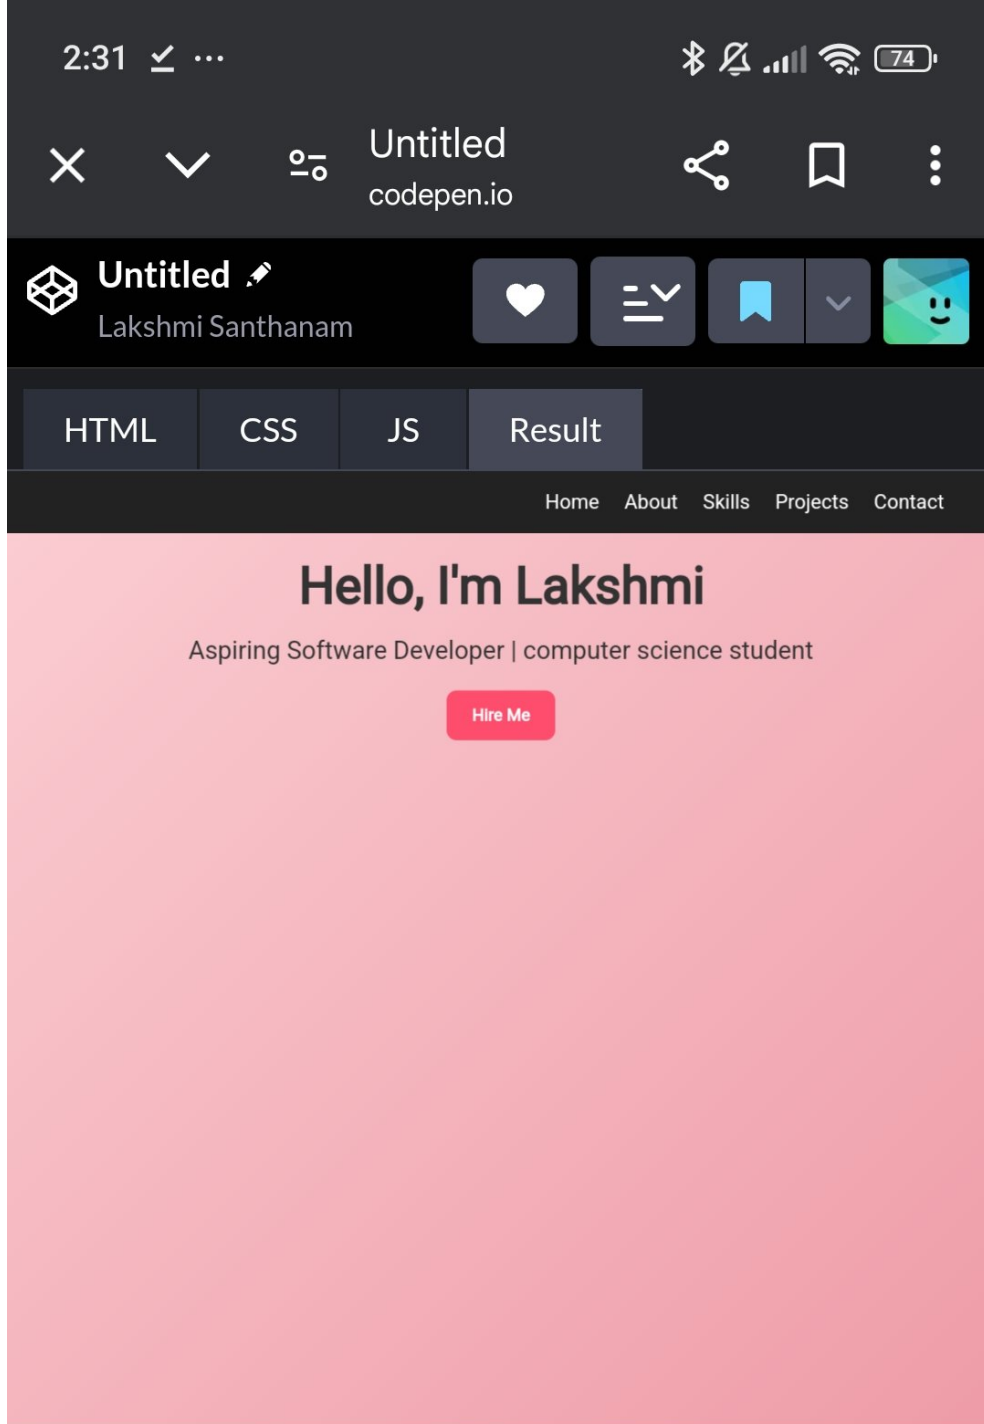 2:31
74
Untitled
codepen.io
Untitled
Lakshmi Santhanam
HTML CSS JS Result
Home About Skills Projects Contact
Hello, I'm Lakshmi
Aspiring Software Developer | computer science student
Hire Me